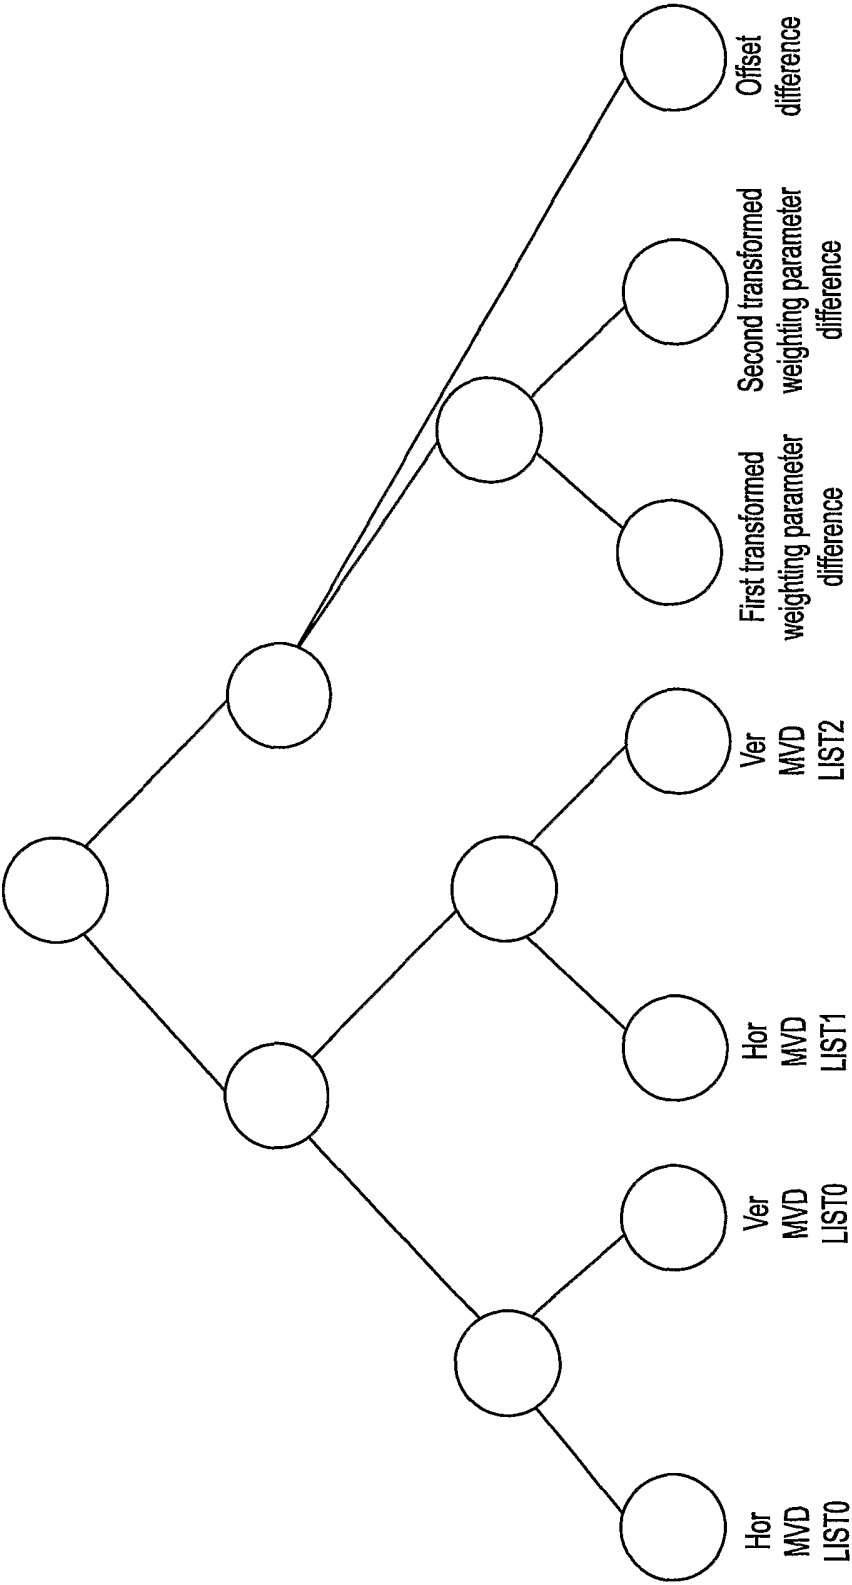 Hor
MVD
LIST0
Ver
MVD
LIST0
Hor
MVD
LIST1
Ver
MVD
LIST2
First transformed
weighting parameter
difference
Second transformed
weighting parameter
difference
Offset
difference